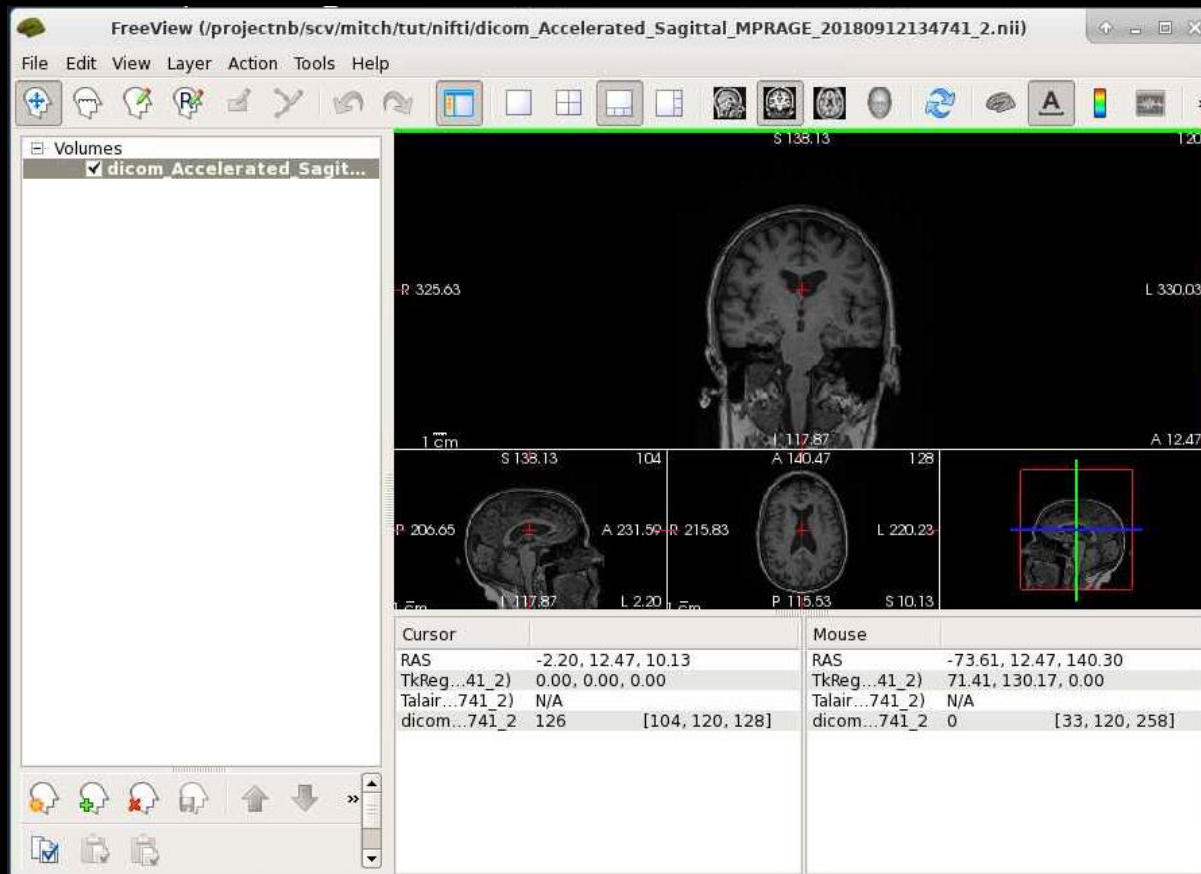 FreeView (/projectnb/scv/mitch/tut/nifti/dicom_Accelerated_Sagittal_MPRAGE_20180912134741_2.nii)
File Edit View Layer Action Tools Help
R
A
Volumes
dicom_Accelerated_Sagit...
S 138.13
120
R 325.63
L 330.03
1 cm
I 117.87
A 12.47
S 138.13
104
P 206.65
A 231.59
1 cm
I 117.87
L 2.20
A 140.47
128
R 215.83
L 220.23
1 cm
P 115.53
S 10.13
Cursor
RAS -2.20, 12.47, 10.13
TkReg...41_2) 0.00, 0.00, 0.00
Talair...741_2) N/A
dicom...741_2 126 [104, 120, 128]
Mouse
RAS -73.61, 12.47, 140.30
TkReg...41_2) 71.41, 130.17, 0.00
Talair...741_2) N/A
dicom...741_2 0 [33, 120, 258]
»